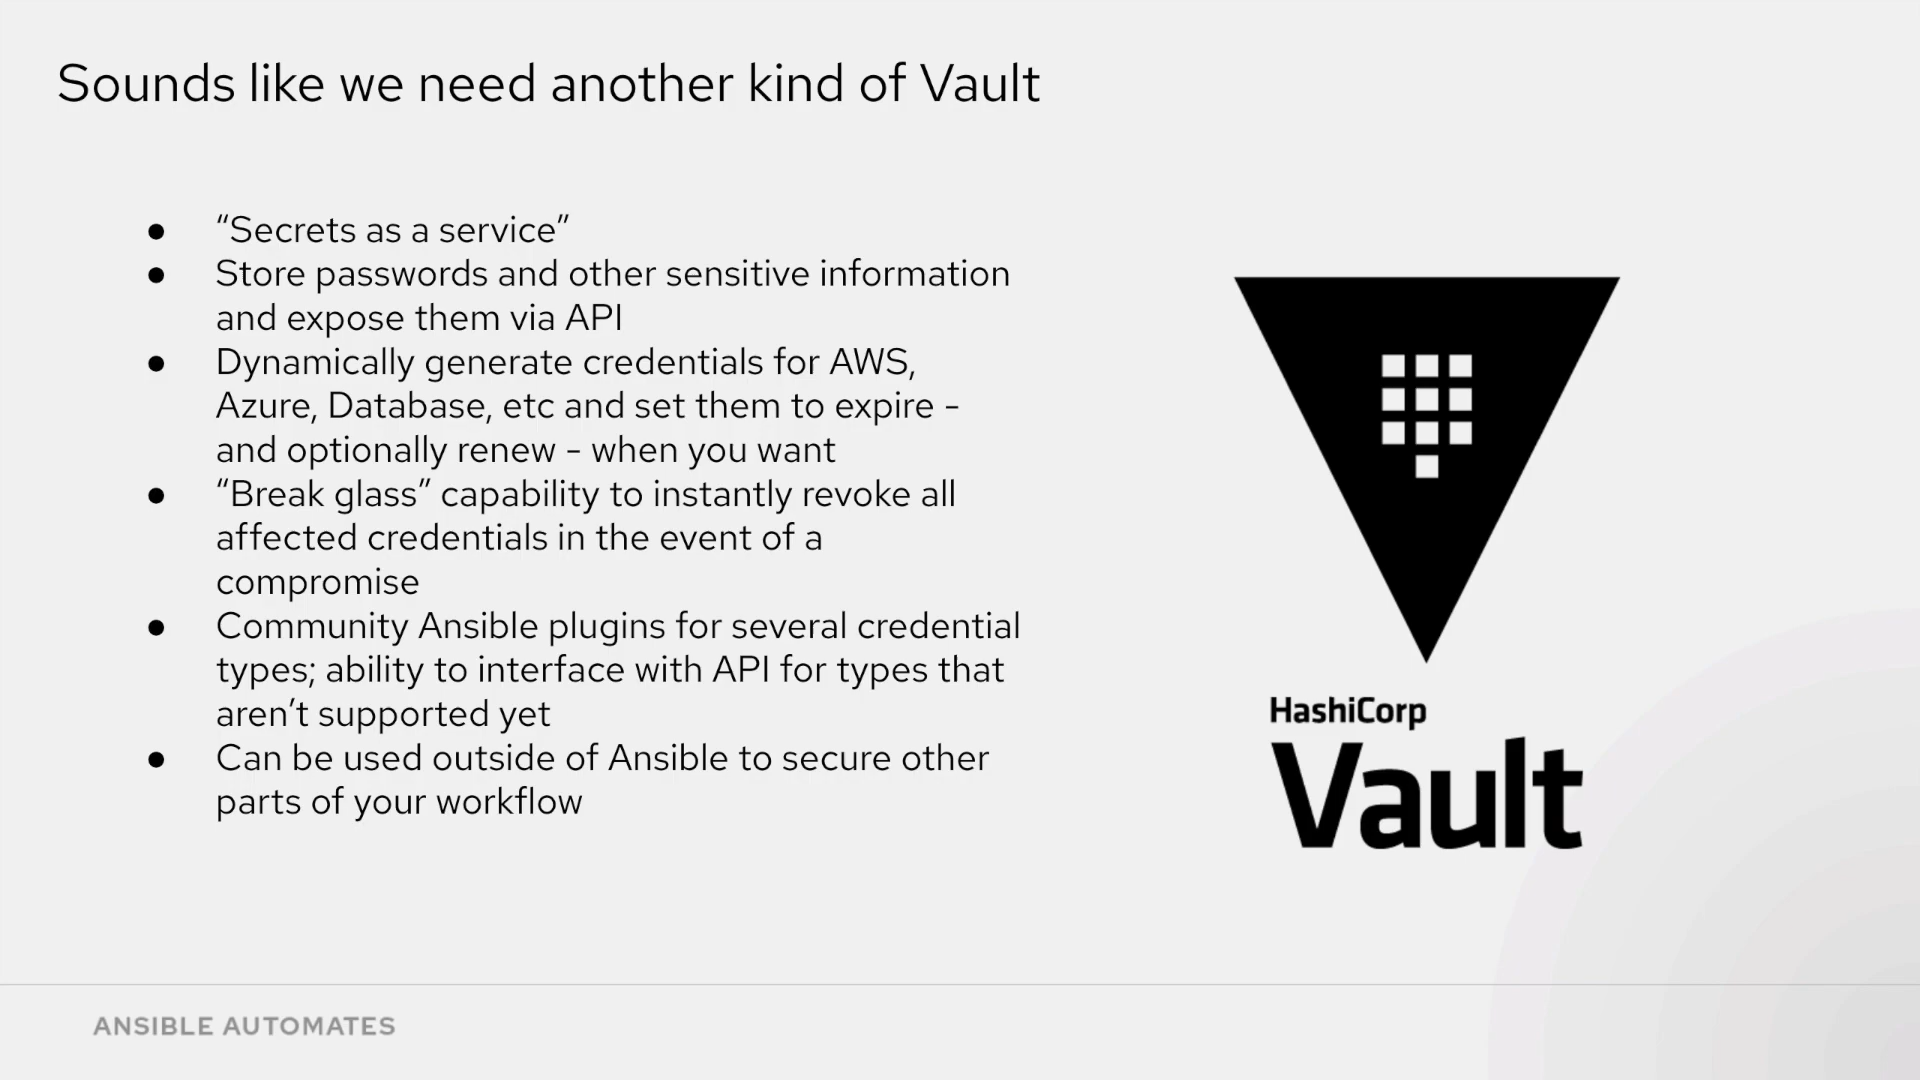 Sounds like we need another kind of Vault
● “Secrets as a service”
● Store passwords and other sensitive information
and expose them via API
● Dynamically generate credentials for AWS,
Azure, Database, etc and set them to expire -
and optionally renew - when you want
● “Break glass” capability to instantly revoke all
affected credentials in the event of a
compromise
● Community Ansible plugins for several credential
types; ability to interface with API for types that
aren’t supported yet
● Can be used outside of Ansible to secure other
parts of your workflow
HashiCorp
Vault
ANSIBLE AUTOMATES